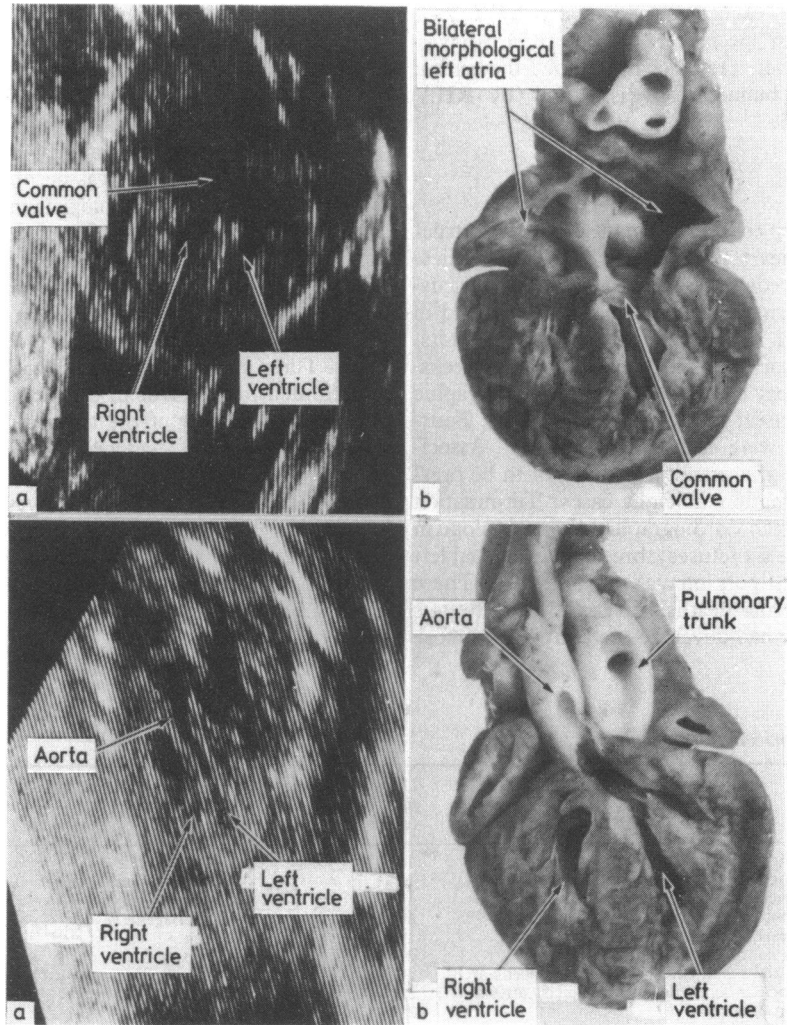 Common
valve
Right
ventricle
Left
ventricle
a
Bilateral
morphological
left atria
Common
valve
b
Aorta
Right
ventricle
Left
ventricle
a
Aorta
Pulmonary
trunk
Right
ventricle
Left
ventricle
b